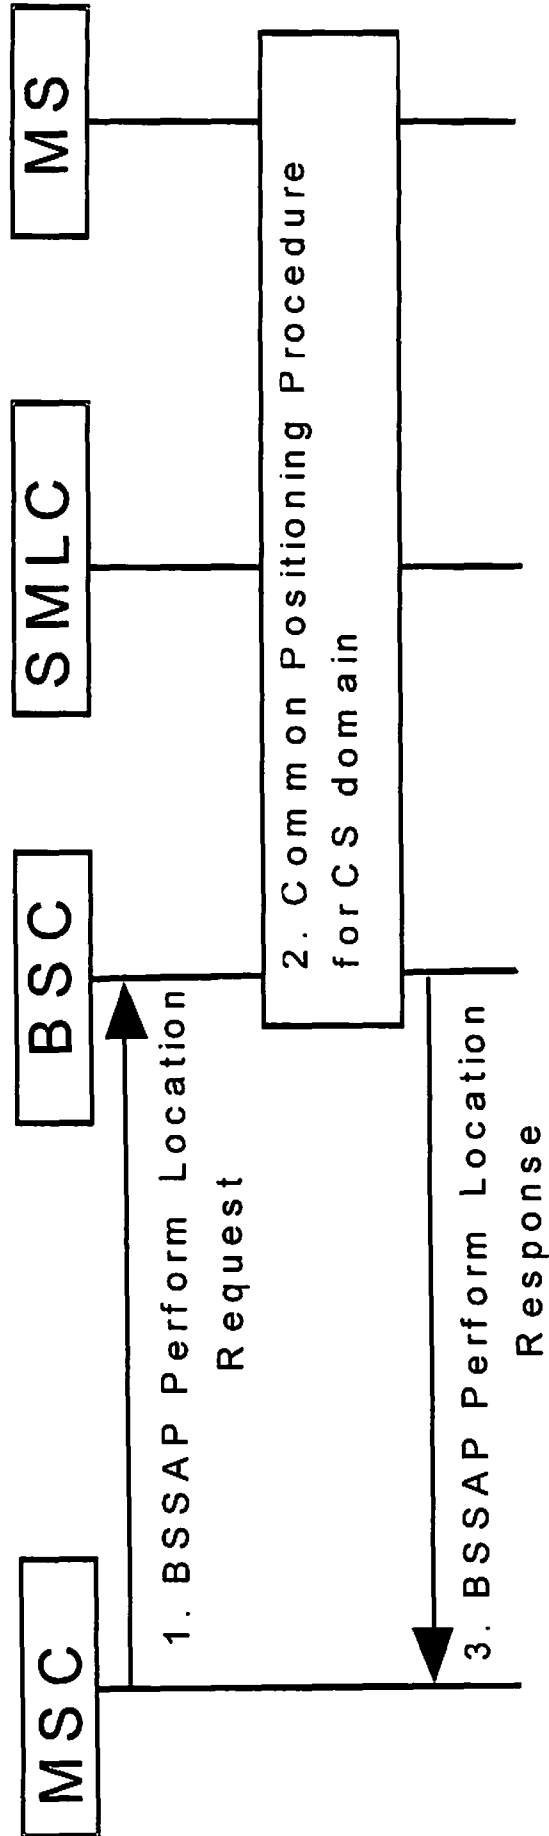 MSC
BSC
SMLC
MS
1. BSSAP Perform Location
Request
2. Common Positioning Procedure
for CS domain
3. BSSAP Perform Location
Response